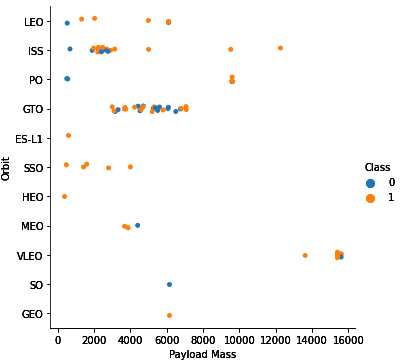 LEO
ISS
PO
GTO
ES-L1
SSO
HEO
MEO
VLEO
SO
GEO
Orbit
0 2000 4000 6000 8000 10000 12000 14000 16000
Payload Mass
Class
0
1